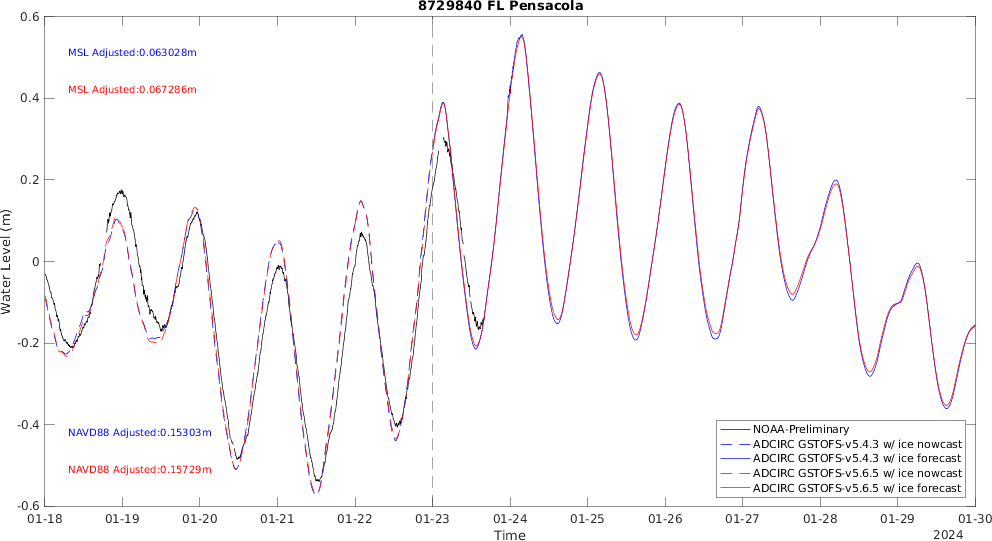 8729840 FL Pensacola
0.6
MSL Adjusted:0.063028m
MSL Adjusted:0.067286m
0.4
0.2
0
-0.2
-0.4
-0.6
Water Level (m)
NAVD88 Adjusted:0.15303m
NAVD88 Adjusted:0.15729m
NOAA-Preliminary
ADCIRC GSTOFS-v5.4.3 w/ ice nowcast
ADCIRC GSTOFS-v5.4.3 w/ ice forecast
ADCIRC GSTOFS-v5.6.5 w/ ice nowcast
ADCIRC GSTOFS-v5.6.5 w/ ice forecast
01-18 01-19 01-20 01-21 01-22 01-23 01-24 01-25 01-26 01-27 01-28 01-29 01-30
Time
2024